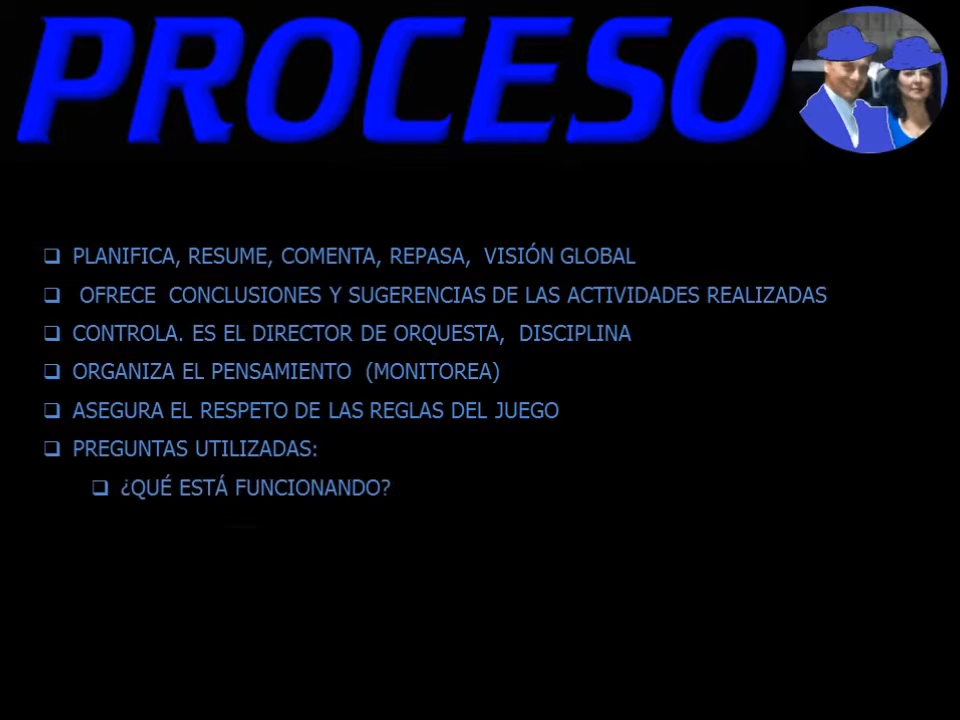 PROCESO
PLANIFICA, RESUME, COMENTA, REPASA, VISIÓN GLOBAL
OFRECE CONCLUSIONES Y SUGERENCIAS DE LAS ACTIVIDADES REALIZADAS
CONTROLA. ES EL DIRECTOR DE ORQUESTA, DISCIPLINA
ORGANIZA EL PENSAMIENTO (MONITOREA)
ASEGURA EL RESPETO DE LAS REGLAS DEL JUEGO
PREGUNTAS UTILIZADAS:
¿QUÉ ESTÁ FUNCIONANDO?